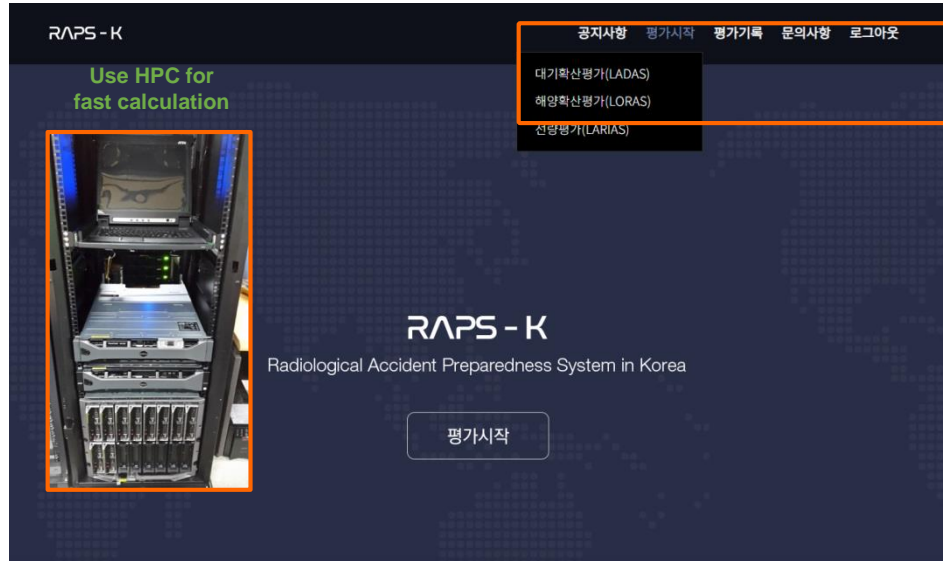 RAPS - K
공지사항 평가시작 평가기록 문의사항 로그아웃
대기확산평가(LADAS)
해양확산평가(LORAS)
선량평가(LARIAS)
Use HPC for
fast calculation
RAPS - K
Radiological Accident Preparedness System in Korea
평가시작